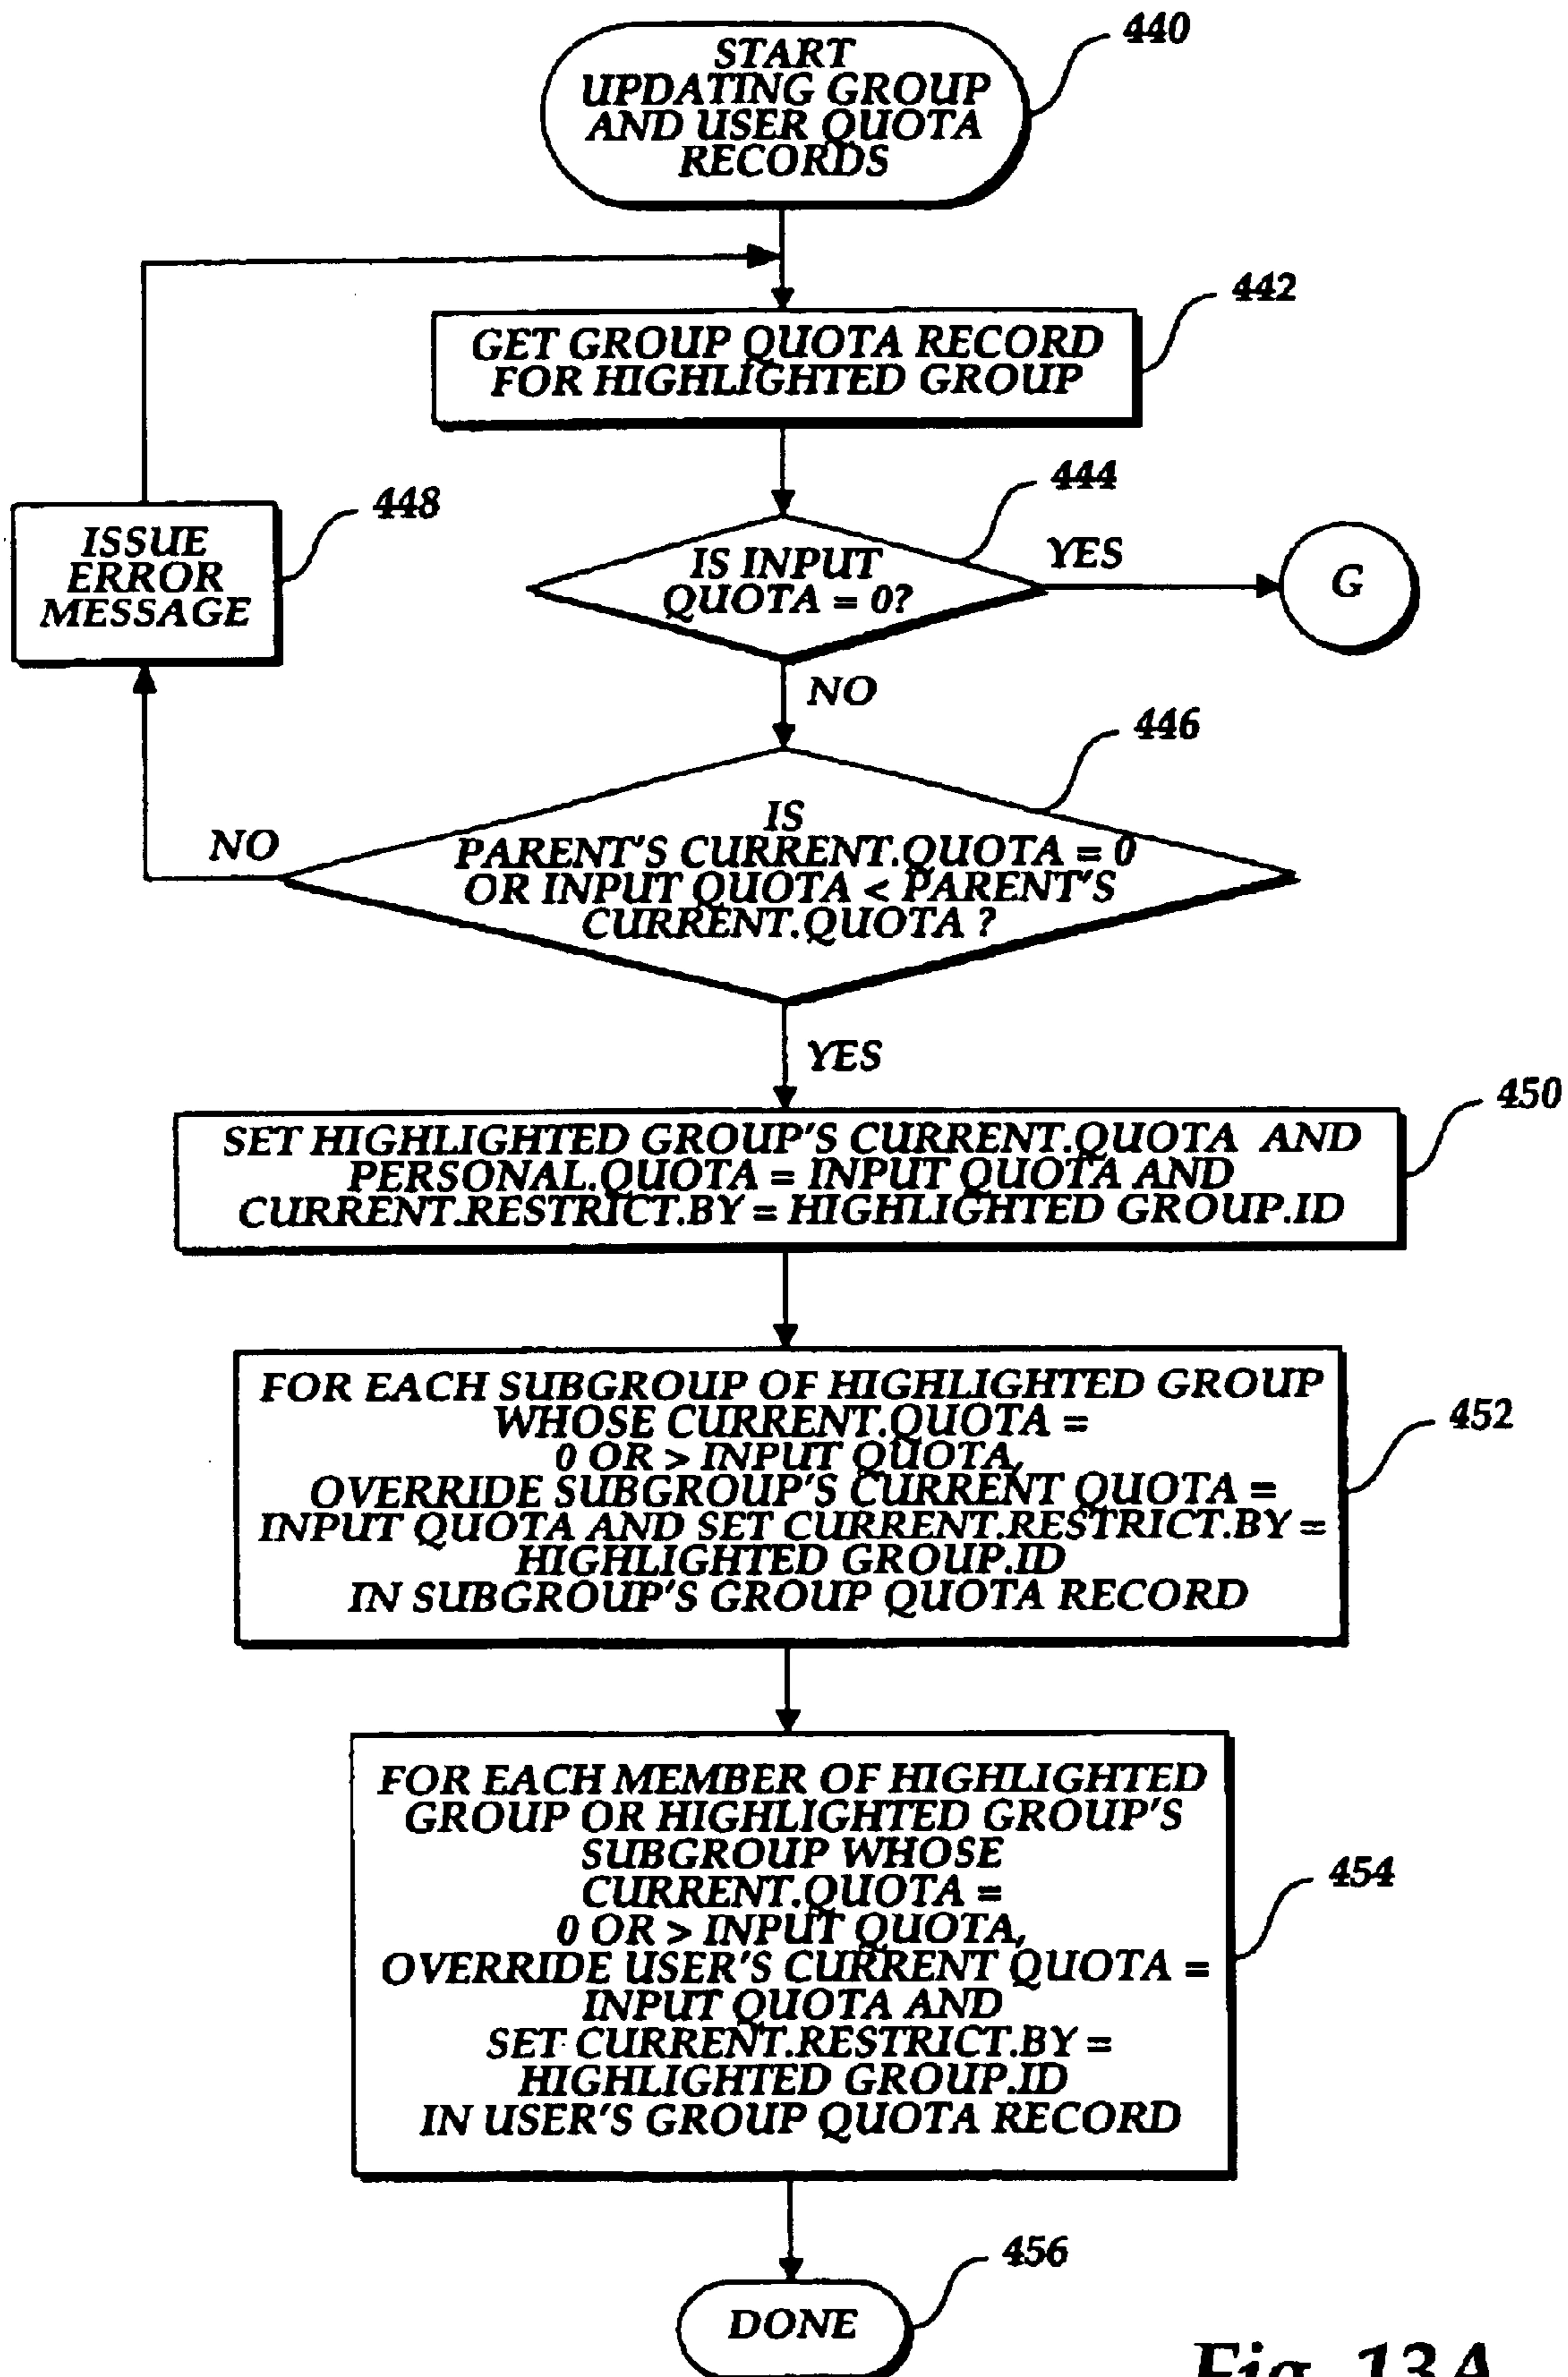 START
UPDATING GROUP
AND USER QUOTA
RECORDS
440
GET GROUP QUOTA RECORD
FOR HIGHLIGHTED GROUP
442
ISSUE
ERROR
MESSAGE
448
IS INPUT
QUOTA = 0?
444
YES
G
NO
IS
PARENT'S CURRENT.QUOTA = 0
OR INPUT QUOTA < PARENT'S
CURRENT.QUOTA ?
446
NO
YES
SET HIGHLIGHTED GROUP'S CURRENT.QUOTA AND
PERSONAL.QUOTA = INPUT QUOTA AND
CURRENT.RESTRICT.BY = HIGHLIGHTED GROUP.ID
450
FOR EACH SUBGROUP OF HIGHLIGHTED GROUP
WHOSE CURRENT.QUOTA =
0 OR > INPUT QUOTA,
OVERRIDE SUBGROUP'S CURRENT QUOTA =
INPUT QUOTA AND SET CURRENT.RESTRICT.BY =
HIGHLIGHTED GROUP.ID
IN SUBGROUP'S GROUP QUOTA RECORD
452
FOR EACH MEMBER OF HIGHLIGHTED
GROUP OR HIGHLIGHTED GROUP'S
SUBGROUP WHOSE
CURRENT.QUOTA =
0 OR > INPUT QUOTA,
OVERRIDE USER'S CURRENT QUOTA =
INPUT QUOTA AND
SET CURRENT.RESTRICT.BY =
HIGHLIGHTED GROUP.ID
IN USER'S GROUP QUOTA RECORD
454
DONE
456
Fig. 13A